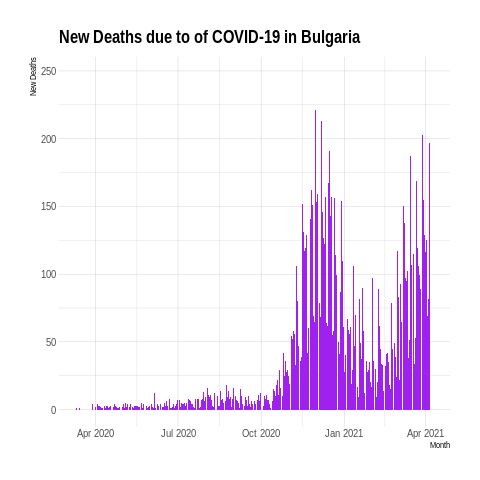 New Deaths due to of COVID-19 in Bulgaria
New Deaths
250
200
150
100
50
0
Apr 2020
Jul 2020
Oct 2020
Jan 2021
Apr 2021
Month